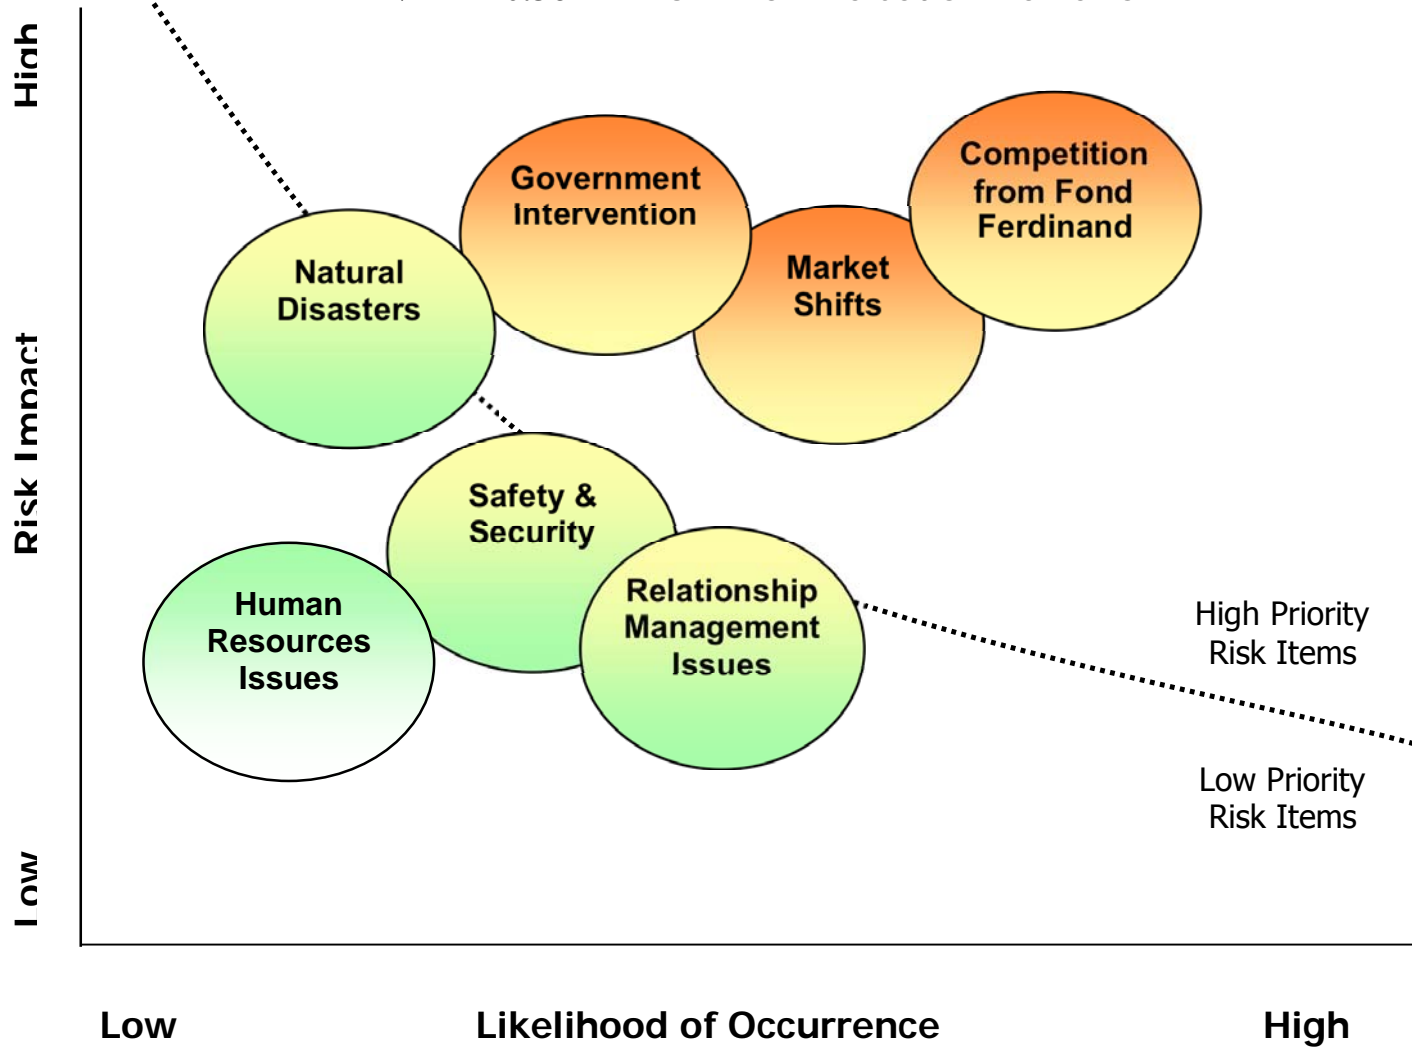 High
Risk Impact
Low
Government
Intervention
Competition
from Fond
Ferdinand
Market
Shifts
Natural
Disasters
Safety &
Security
Human
Resources
Issues
Relationship
Management
Issues
High Priority
Risk Items
Low Priority
Risk Items
Low
Likelihood of Occurrence
High